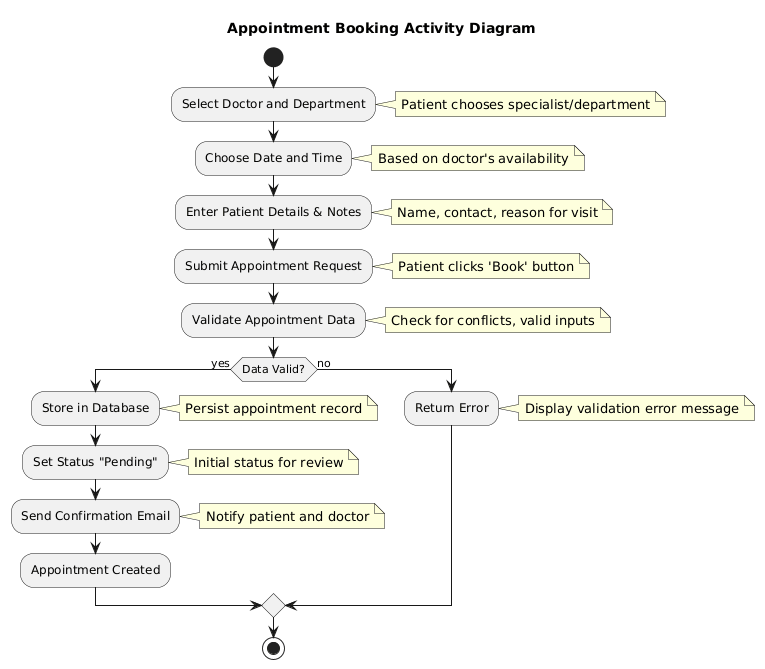 Appointment Booking Activity Diagram
Select Doctor and Department
Patient chooses specialist/department
Choose Date and Time
Based on doctor's availability
Enter Patient Details & Notes
Name, contact, reason for visit
Submit Appointment Request
Patient clicks 'Book' button
Validate Appointment Data
Check for conflicts, valid inputs
yes
Data Valid?
no
Store in Database
Persist appointment record
Return Error
Display validation error message
Set Status "Pending"
Initial status for review
Send Confirmation Email
Notify patient and doctor
Appointment Created